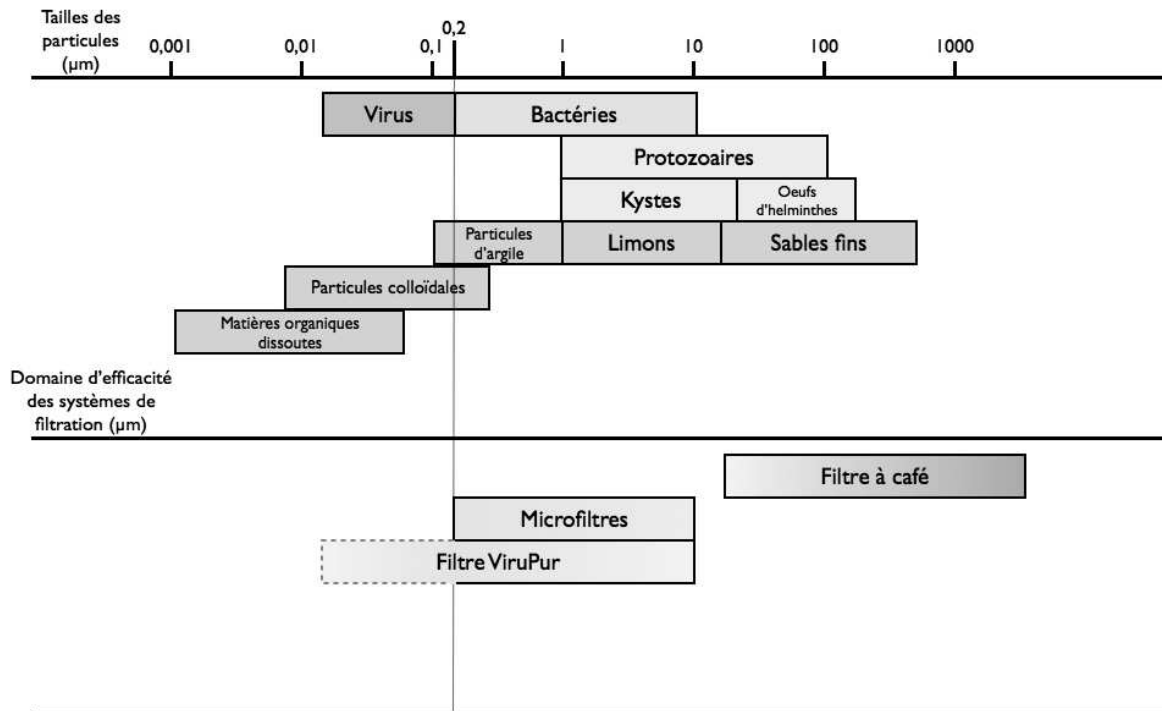 Tailles des
particules
(µm)
0,001
0,01
0,1
0,2
1
10
100
1000
Virus
Bactéries
Protozoaires
Kystes
Oeufs
d'helminthes
Particules
d'argile
Limons
Sables fins
Particules colloïdales
Matières organiques
dissoutes
Domaine d'efficacité
des systèmes de
filtration (µm)
Filtre à café
Microfiltres
Filtre ViruPur